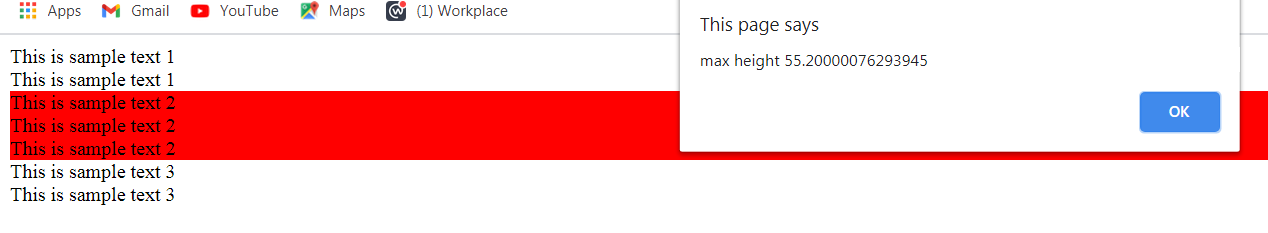 Apps Gmail YouTube Maps (1) Workplace
This page says
max height 55.20000076293945
OK
This is sample text 1
This is sample text 1
This is sample text 2
This is sample text 2
This is sample text 2
This is sample text 3
This is sample text 3